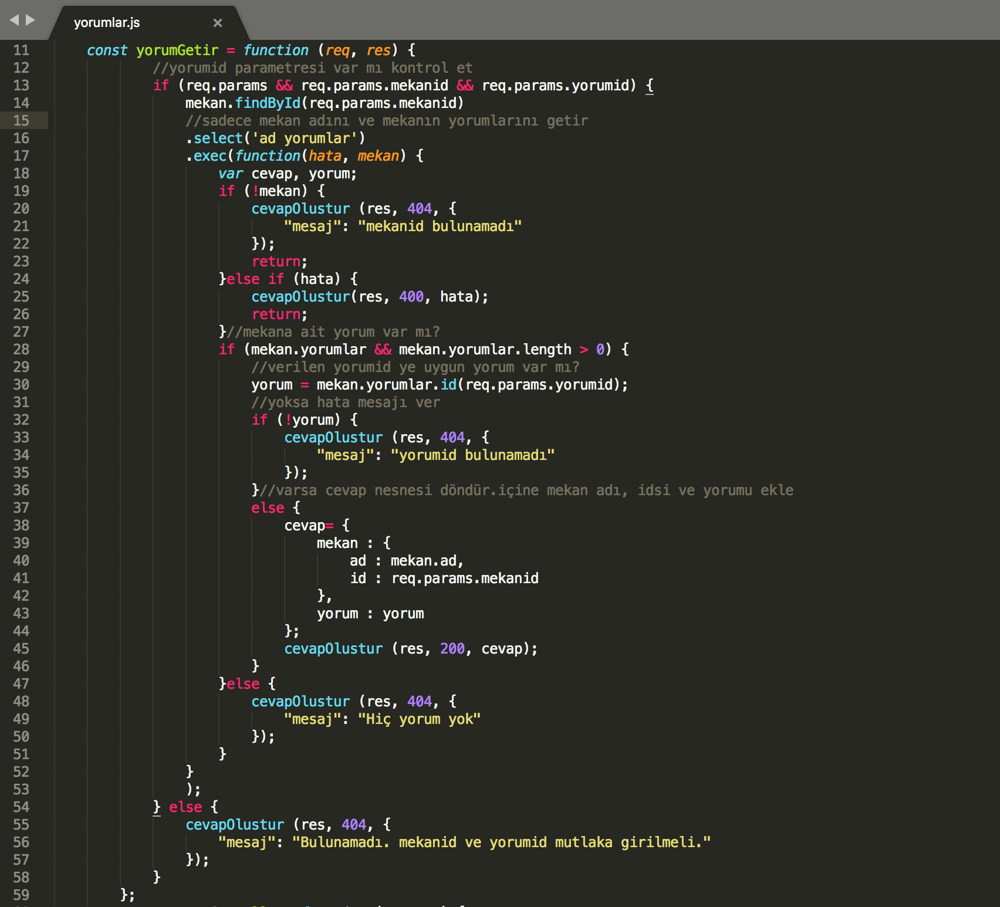 yorumlar.js ×
11 const yorumGetir = function (req, res) {
12 //yorumid parametresi var mı kontrol et
13 if (req.params && req.params.mekanid && req.params.yorumid) {
14 mekan.findById(req.params.mekanid)
15 //sadece mekan adını ve mekanın yorumlarını getir
16 .select('ad yorumlar')
17 .exec(function(hata, mekan) {
18 var cevap, yorum;
19 if (!mekan) {
20 cevapOlustur (res, 404, {
21 "mesaj": "mekanid bulunamadı"
22 });
23 return;
24 }else if (hata) {
25 cevapOlustur(res, 400, hata);
26 return;
27 }//mekana ait yorum var mı?
28 if (mekan.yorumlar && mekan.yorumlar.length > 0) {
29 //verilen yorumid ye uygun yorum var mı?
30 yorum = mekan.yorumlar.id(req.params.yorumid);
31 //yoksa hata mesajı ver
32 if (!yorum) {
33 cevapOlustur (res, 404, {
34 "mesaj": "yorumid bulunamadı"
35 });
36 }//varsa cevap nesnesi döndür.içine mekan adı, idsi ve yorumu ekle
37 else {
38 cevap= {
39 mekan : {
40 ad : mekan.ad,
41 id : req.params.mekanid
42 },
43 yorum : yorum
44 };
45 cevapOlustur (res, 200, cevap);
46 }
47 }else {
48 cevapOlustur (res, 404, {
49 "mesaj": "Hiç yorum yok"
50 });
51 }
52 }
53 );
54 } else {
55 cevapOlustur (res, 404, {
56 "mesaj": "Bulunamadı. mekanid ve yorumid mutlaka girilmeli."
57 });
58 }
59 };